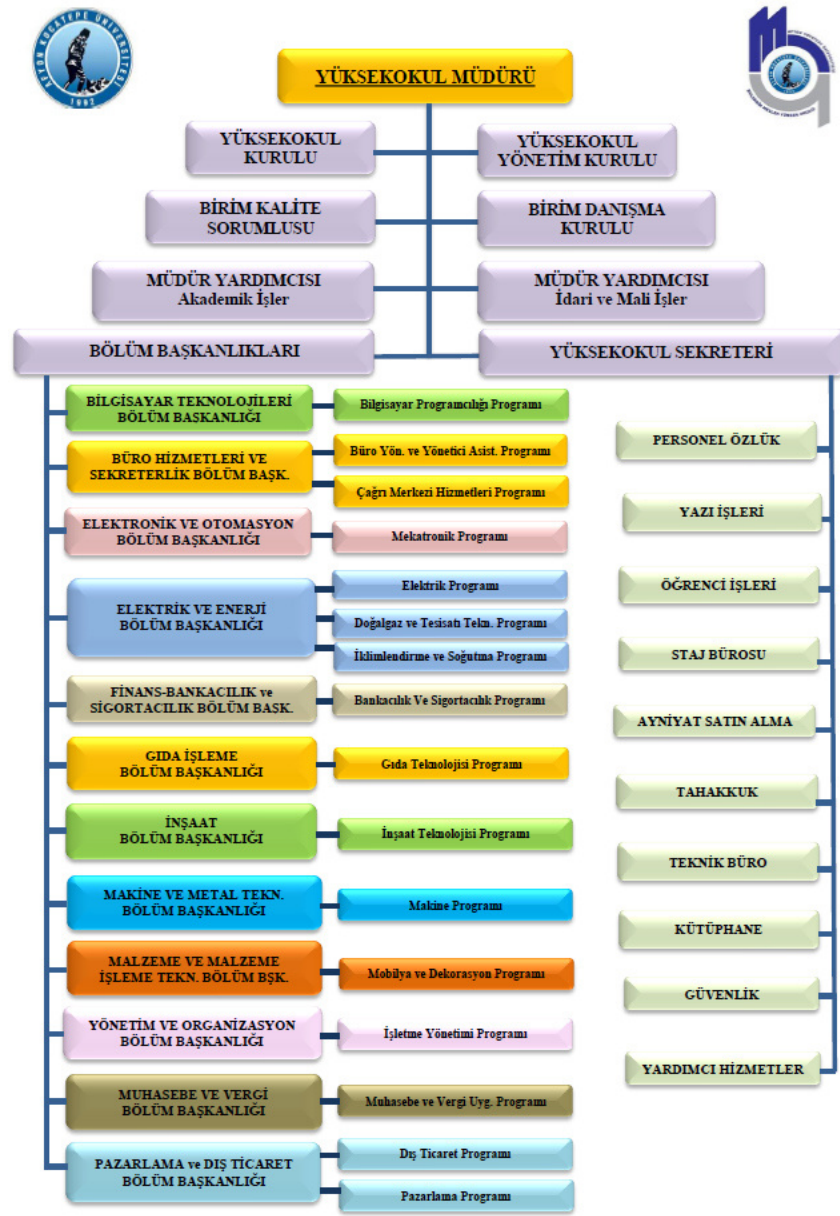 AFYON KOCATEPE ÜNİVERSİTESİ
1992
YÜKSEKOKUL MÜDÜRÜ
YÜKSEKOKUL
KURULU
YÜKSEKOKUL
YÖNETİM KURULU
BİRİM KALİTE
SORUMLUSU
BİRİM DANIŞMA
KURULU
MÜDÜR YARDIMCISI
Akademik İşler
MÜDÜR YARDIMCISI
İdari ve Mali İşler
BÖLÜM BAŞKANLIKLARI
YÜKSEKOKUL SEKRETERİ
BİLGİSAYAR TEKNOLOJİLERİ
BÖLÜM BAŞKANLIĞI
Bilgisayar Programcılığı Programı
BÜRO HİZMETLERİ VE
SEKRETERLİK BÖLÜM BAŞK.
Büro Yön. ve Yönetici Asist. Programı
Çağrı Merkezi Hizmetleri Programı
ELEKTRONİK VE OTOMASYON
BÖLÜM BAŞKANLIĞI
Mekatronik Programı
ELEKTRİK VE ENERJİ
BÖLÜM BAŞKANLIĞI
Elektrik Programı
Doğalgaz ve Tesisatı Tekn. Programı
İklimlendirme ve Soğutma Programı
FİNANS-BANKACILIK ve
SİGORTACILIK BÖLÜM BAŞK.
Bankacılık Ve Sigortacılık Programı
GIDA İŞLEME
BÖLÜM BAŞKANLIĞI
Gıda Teknolojisi Programı
İNŞAAT
BÖLÜM BAŞKANLIĞI
İnşaat Teknolojisi Programı
MAKİNE VE METAL TEKN.
BÖLÜM BAŞKANLIĞI
Makine Programı
MALZEME VE MALZEME
İŞLEME TEKN. BÖLÜM BŞK.
Mobilya ve Dekorasyon Programı
YÖNETİM VE ORGANİZASYON
BÖLÜM BAŞKANLIĞI
İşletme Yönetimi Programı
MUHASEBE VE VERGİ
BÖLÜM BAŞKANLIĞI
Muhasebe ve Vergi Uyg. Programı
PAZARLAMA ve DIŞ TİCARET
BÖLÜM BAŞKANLIĞI
Dış Ticaret Programı
Pazarlama Programı
PERSONEL ÖZLÜK
YAZI İŞLERİ
ÖĞRENCİ İŞLERİ
STAJ BÜROSU
AYNİYAT SATIN ALMA
TAHAKKUK
TEKNİK BÜRO
KÜTÜPHANE
GÜVENLİK
YARDIMCI HİZMETLER